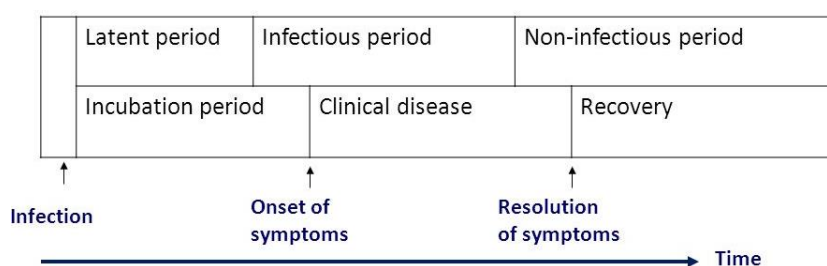 Latent period
Infectious period
Non-infectious period
Incubation period
Clinical disease
Recovery
Infection
Onset of
symptoms
Resolution
of symptoms
Time